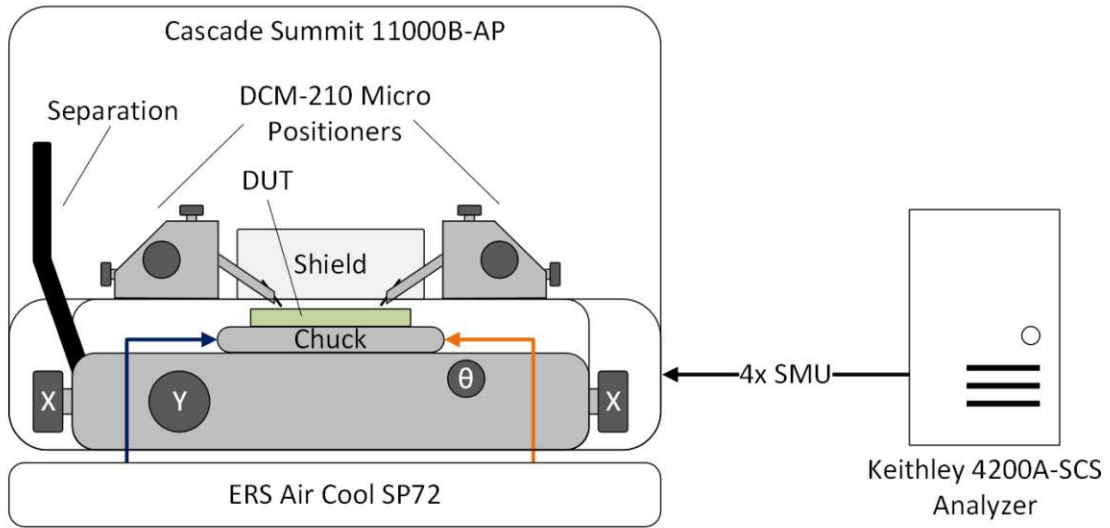 Cascade Summit 11000B-AP
DCM-210 Micro
Positioners
Separation
DUT
Shield
Chuck
θ
X
Y
X
4x SMU
Keithley 4200A-SCS
Analyzer
ERS Air Cool SP72